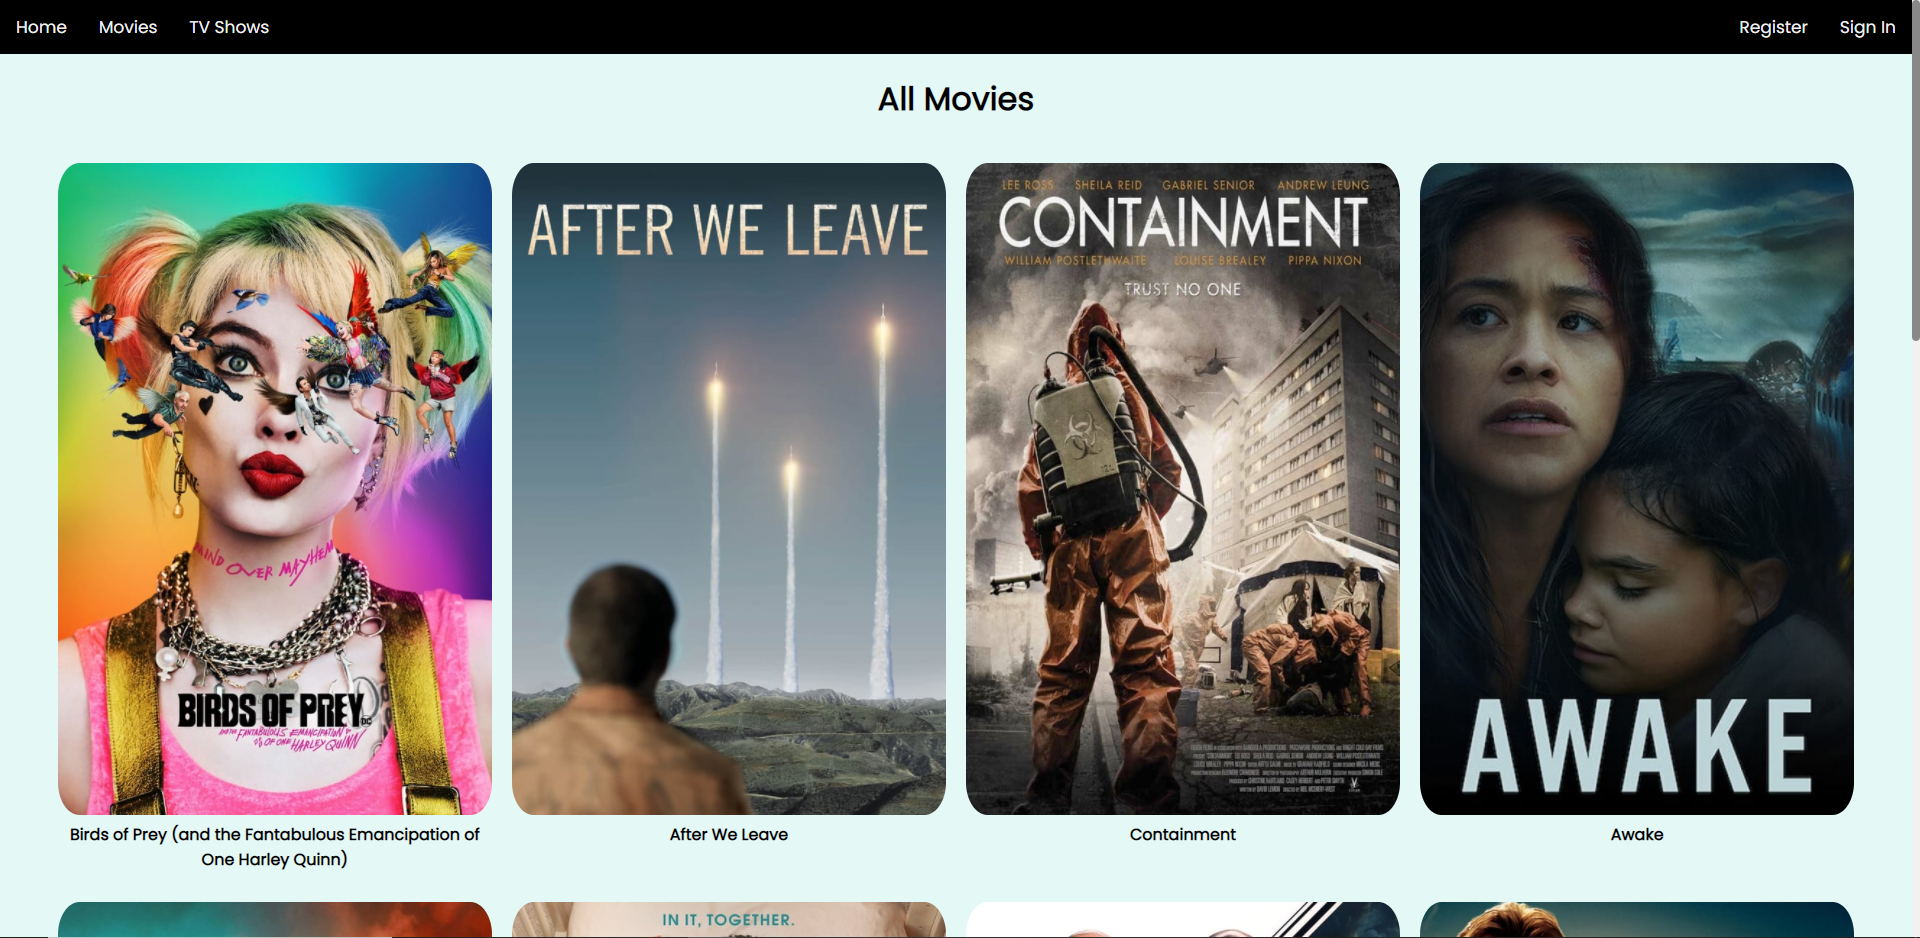 Home Movies TV Shows Register Sign In
All Movies
MIND OVER MAYHEM
BIRDS OF PREY
AND THE FANTABULOUS EMANCIPATION
OF ONE HARLEY QUINN
Birds of Prey (and the Fantabulous Emancipation of
One Harley Quinn)
AFTER WE LEAVE
After We Leave
LEE ROSS SHEILA REID GABRIEL SENIOR ANDREW LEUNG
CONTAINMENT
WILLIAM POSTLETHWAITE LOUISE BREALEY PIPPA NIXON
TRUST NO ONE
Containment
AWAKE
Awake
IN IT, TOGETHER.